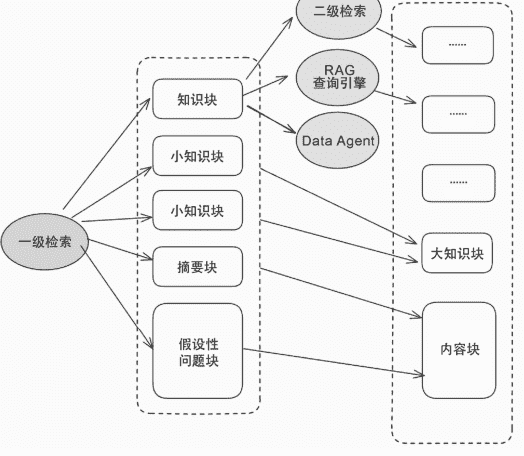 二级检索
RAG
查询引擎
Data Agent
知识块
小知识块
小知识块
摘要块
假设性
问题块
一级检索
......
......
......
大知识块
内容块